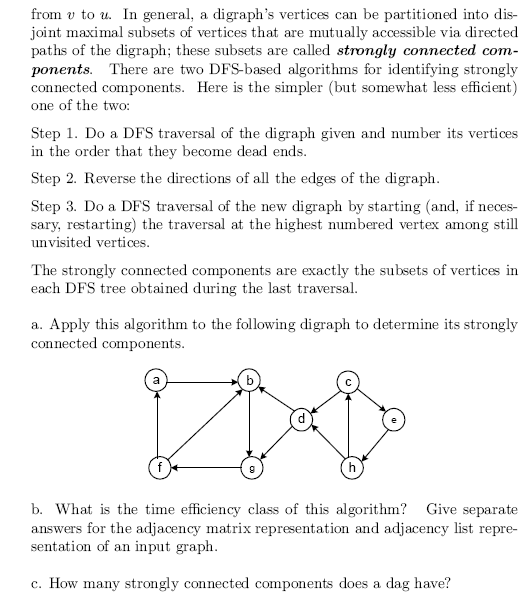 from v to u. In general, a digraph's vertices can be partitioned into dis-
joint maximal subsets of vertices that are mutually accessible via directed
paths of the digraph; these subsets are called strongly connected com-
ponents. There are two DFS-based algorithms for identifying strongly
connected components. Here is the simpler (but somewhat less efficient)
one of the two:
Step 1. Do a DFS traversal of the digraph given and number its vertices
in the order that they become dead ends.
Step 2. Reverse the directions of all the edges of the digraph.
Step 3. Do a DFS traversal of the new digraph by starting (and, if neces-
sary, restarting) the traversal at the highest numbered vertex among still
unvisited vertices.
The strongly connected components are exactly the subsets of vertices in
each DFS tree obtained during the last traversal.
a. Apply this algorithm to the following digraph to determine its strongly
connected components.
a
b
c
d
e
f
g
h
b. What is the time efficiency class of this algorithm? Give separate
answers for the adjacency matrix representation and adjacency list repre-
sentation of an input graph.
c. How many strongly connected components does a dag have?